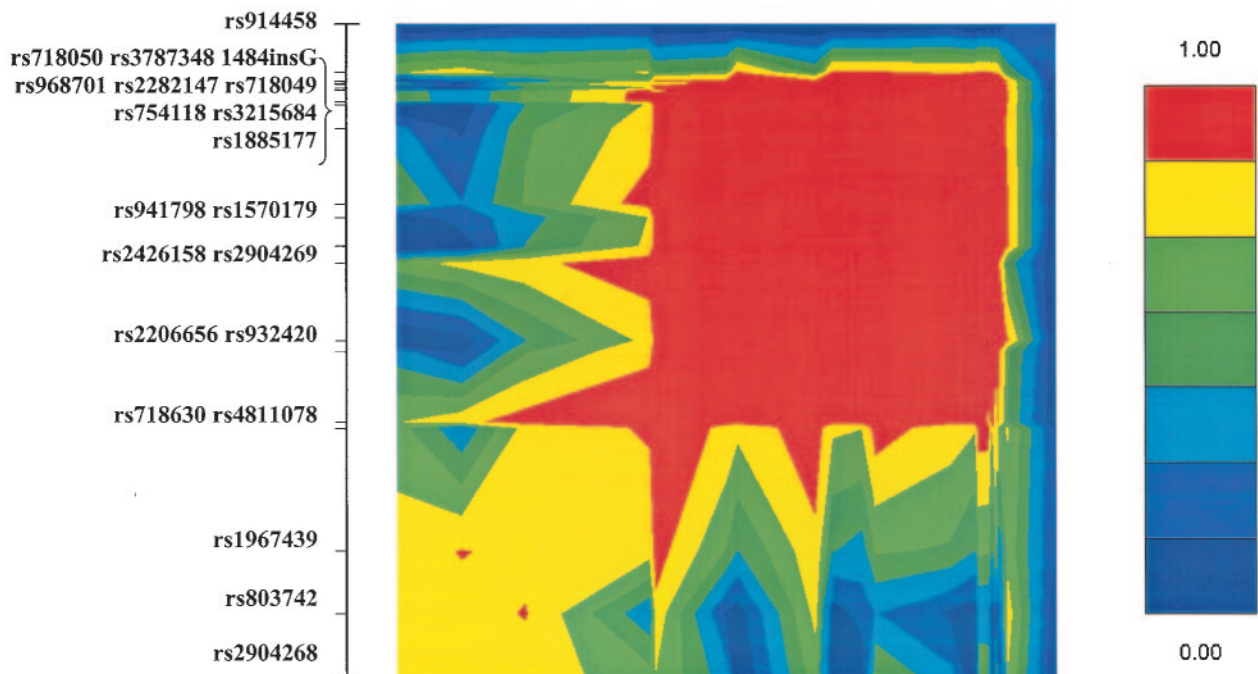 rs914458
rs718050 rs3787348 1484insG
rs968701 rs2282147 rs718049
rs754118 rs3215684
rs1885177
rs941798 rs1570179
rs2426158 rs2904269
rs2206656 rs932420
rs718630 rs4811078
rs1967439
rs803742
rs2904268
1.00
0.00